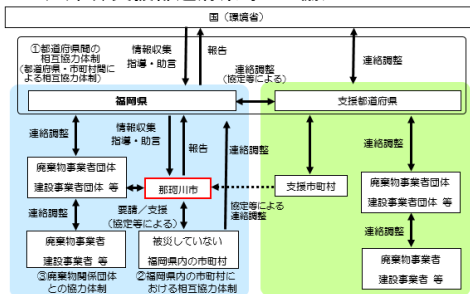 国（環境省）
①都道府県間の
相互協力体制
（都道府県・市町村間に
よる相互協力体制）
情報収集
指導・助言
報告
連絡調整
（協定等による）
連絡調整
福岡県
支援都道府県
連絡調整
情報収集
指導・助言
報告
連絡調整
連絡調整
廃棄物事業者団体
建設事業者団体 等
那珂川市
支援市町村
廃棄物事業者団体
建設事業者団体 等
要請／支援
（協定等による）
協定等による
連絡調整
連絡調整
連絡調整
廃棄物事業者
建設事業者 等
被災していない
福岡県内の市町村
廃棄物事業者
建設事業者 等
③廃棄物関係団体
との協力体制
②福岡県内の市町村に
おける相互協力体制